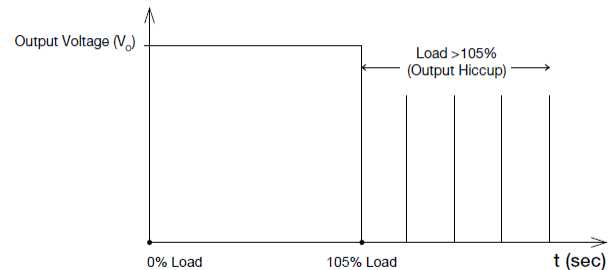 Output Voltage (Vo)
Load >105%
(Output Hiccup)
0% Load
105% Load
t (sec)